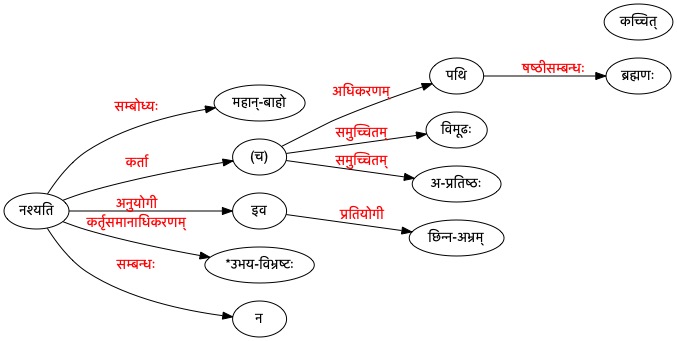 कच्चित्
पथि
षष्ठीसम्बन्धः
ब्रह्मणः
अधिकरणम्
सम्बोध्यः
महान्-बाहो
समुच्चितम्
विमूढः
कर्ता
(च)
समुच्चितम्
अ-प्रतिष्ठः
नश्यति
अनुयोगी
इव
प्रतियोगी
कर्तृसमानाधिकरणम्
छिन्न-अभ्रम्
*उभय-विभ्रष्टः
सम्बन्धः
न